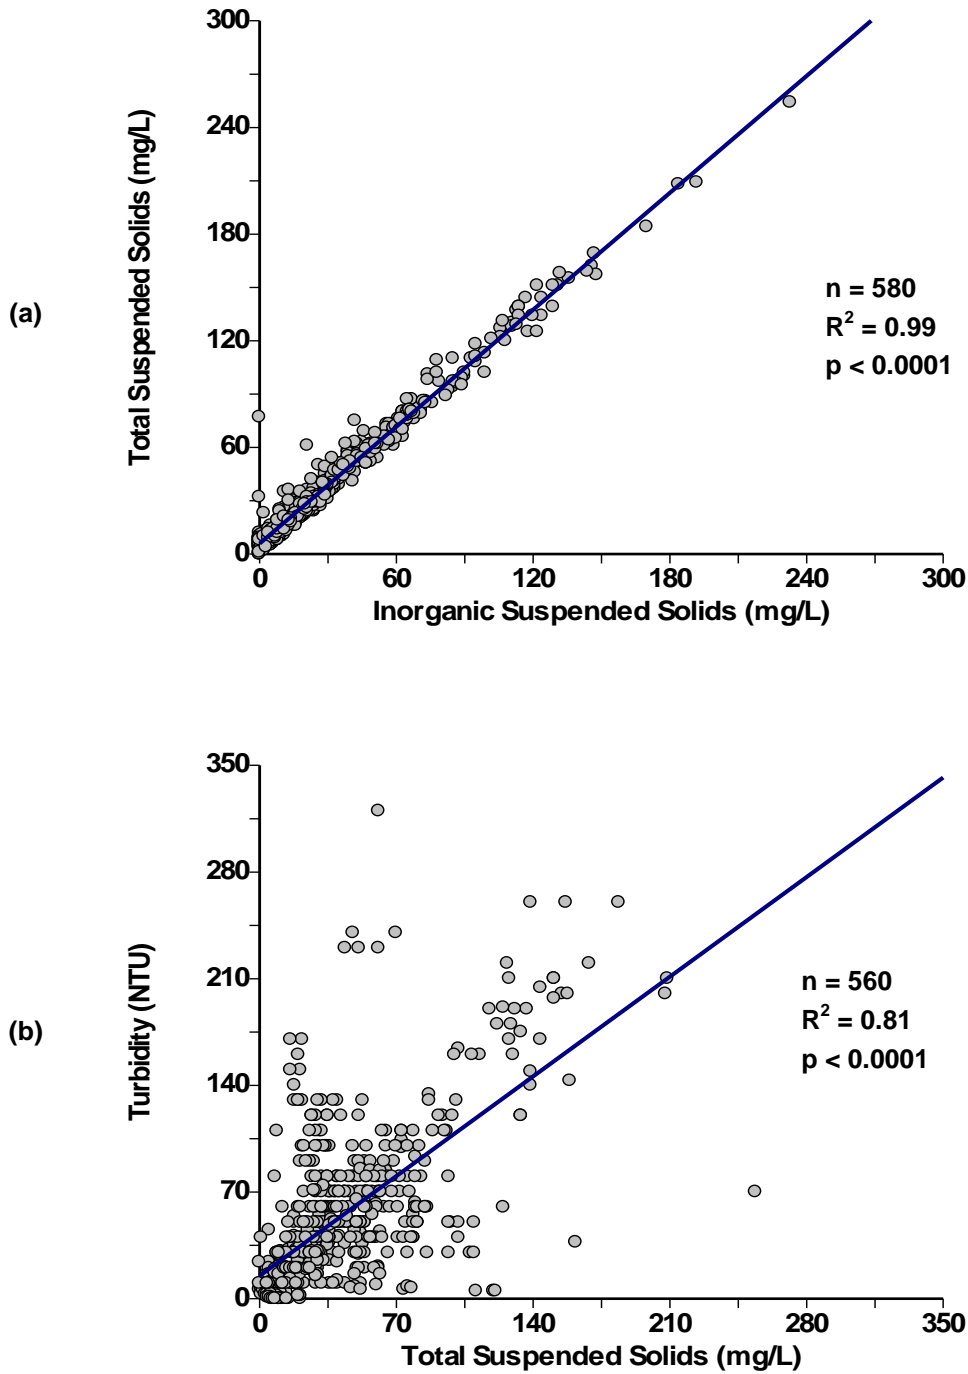 (a)
Total Suspended Solids (mg/L)
300
240
180
120
60
0
0 60 120 180 240 300
Inorganic Suspended Solids (mg/L)
n = 580
R² = 0.99
p < 0.0001
(b)
Turbidity (NTU)
350
280
210
140
70
0
0 70 140 210 280 350
Total Suspended Solids (mg/L)
n = 560
R² = 0.81
p < 0.0001